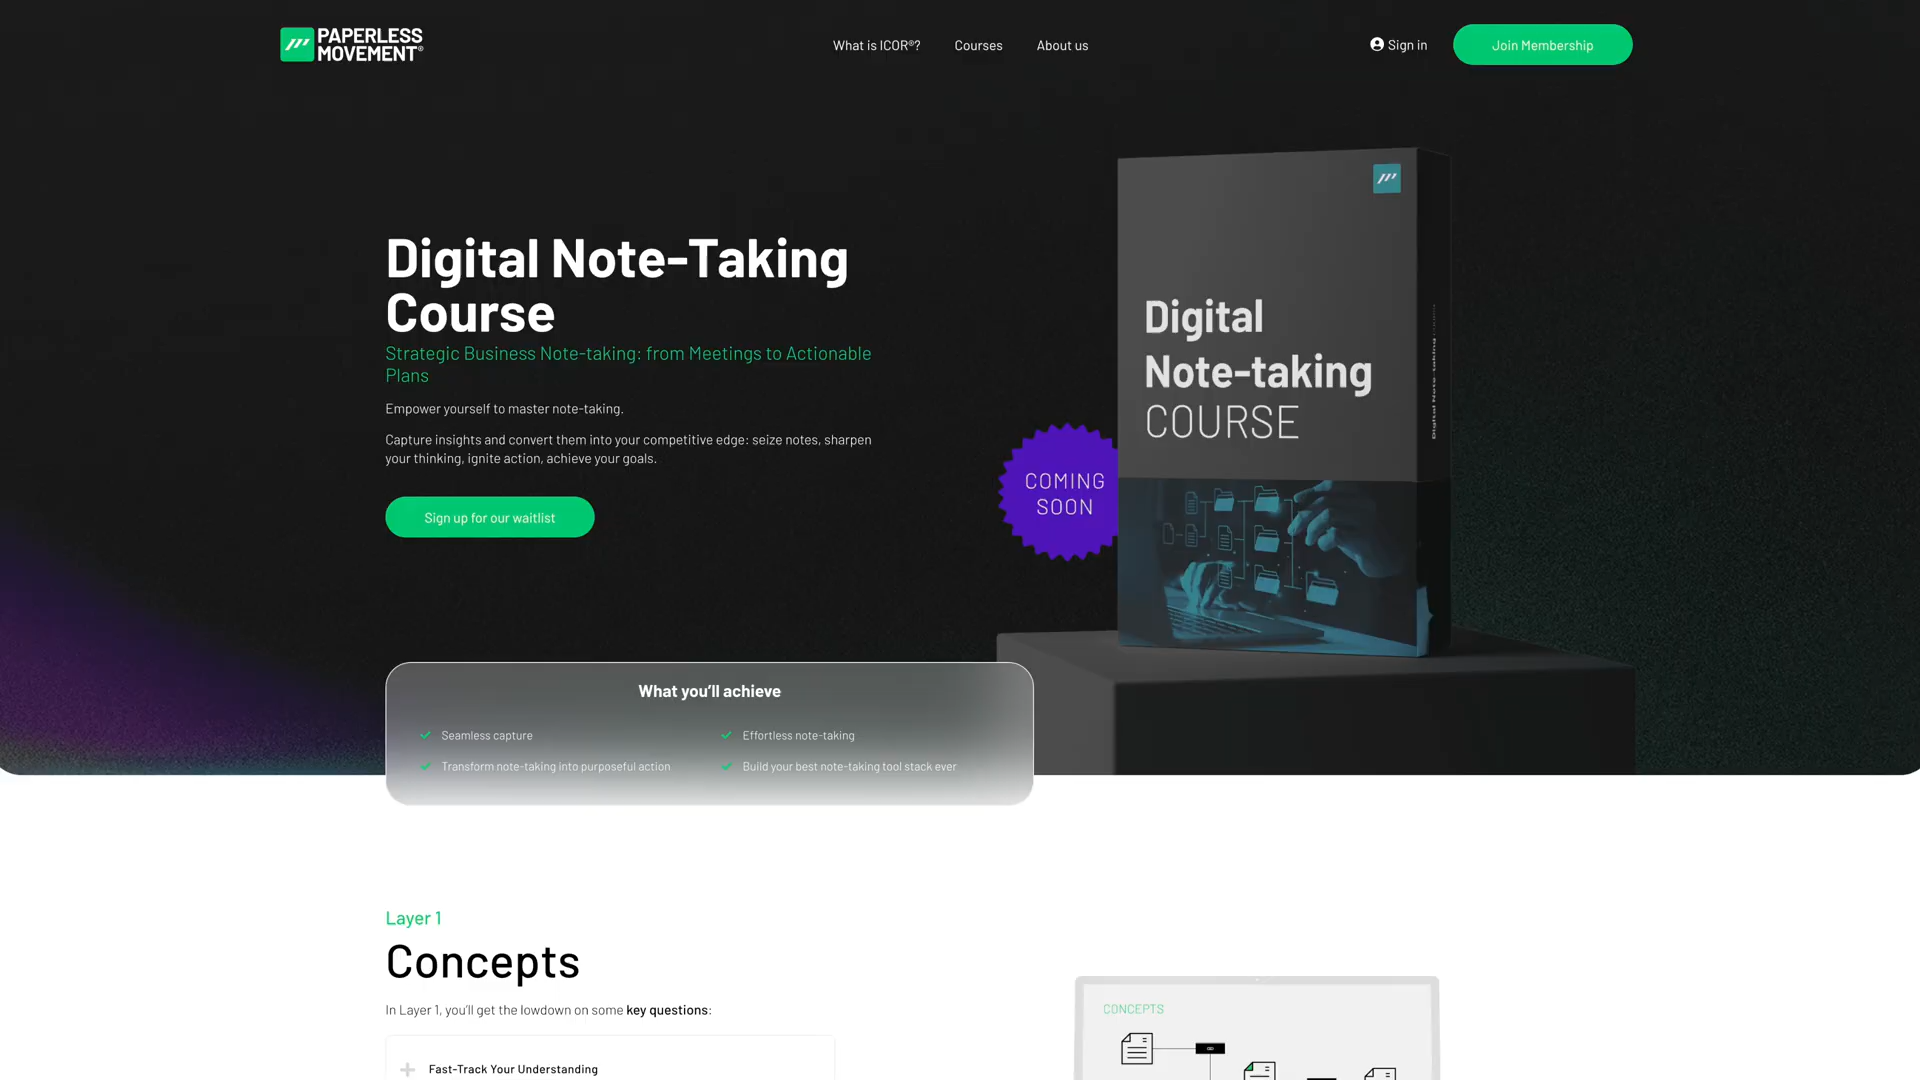 PAPERLESS
MOVEMENT®
What is ICOR®?
Courses
About us
Sign in
Join Membership
Digital Note-Taking
Course
Strategic Business Note-taking: from Meetings to Actionable
Plans
Empower yourself to master note-taking.
Capture insights and convert them into your competitive edge: seize notes, sharpen
your thinking, ignite action, achieve your goals.
Sign up for our waitlist
COMING
SOON
Digital
Note-taking
COURSE
Digital Note-taking COURSE
What you’ll achieve
Seamless capture
Effortless note-taking
Transform note-taking into purposeful action
Build your best note-taking tool stack ever
Layer 1
Concepts
In Layer 1, you’ll get the lowdown on some key questions:
Fast-Track Your Understanding
CONCEPTS